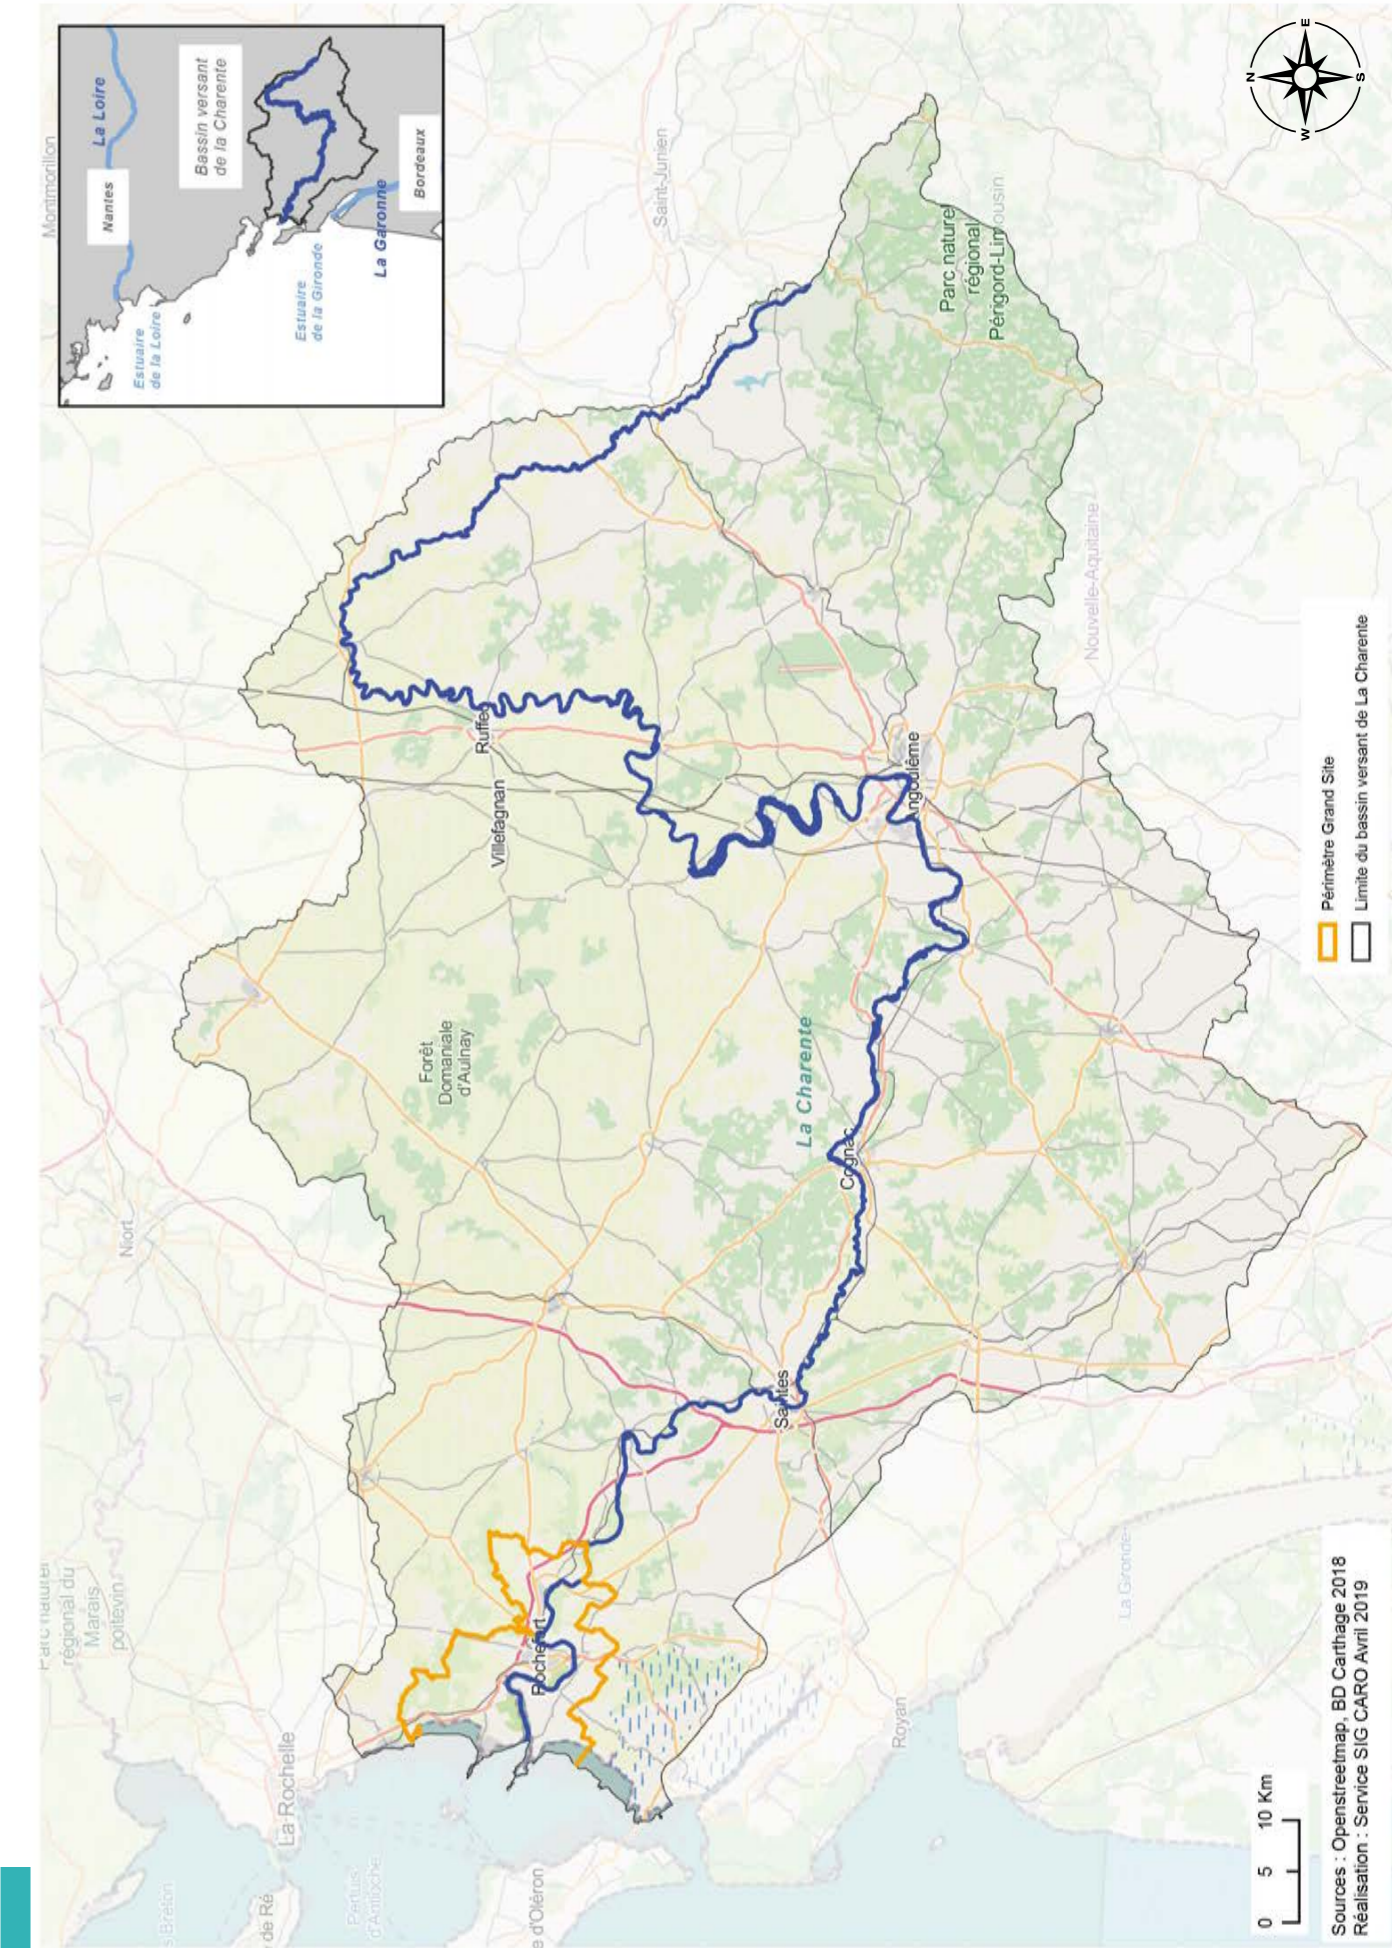 Montmorillon
Nantes
La Loire
Bassin versant
de la Charente
Estuaire
de la Loire
Estuaire
de la Gironde
La Garonne
Bordeaux
N
E
S
W
Saint-Junien
Parc naturel
régional
Périgord-Limousin
Nouvelle-Aquitaine
Ruffec
Villefagnan
Angoulême
Forêt
Domaniale
d'Aulnay
La Charente
Cognac
Niort
Saintes
Parc naturel
régional du
Marais
poitevin
Rochefort
La Rochelle
Royan
La Gironde
Pertuis
d'Antioche
Breton
de Ré
e d'Oléron
Périmètre Grand Site
Limite du bassin versant de La Charente
0 5 10 Km
Sources : Openstreetmap, BD Carthage 2018
Réalisation : Service SIG CARO Avril 2019